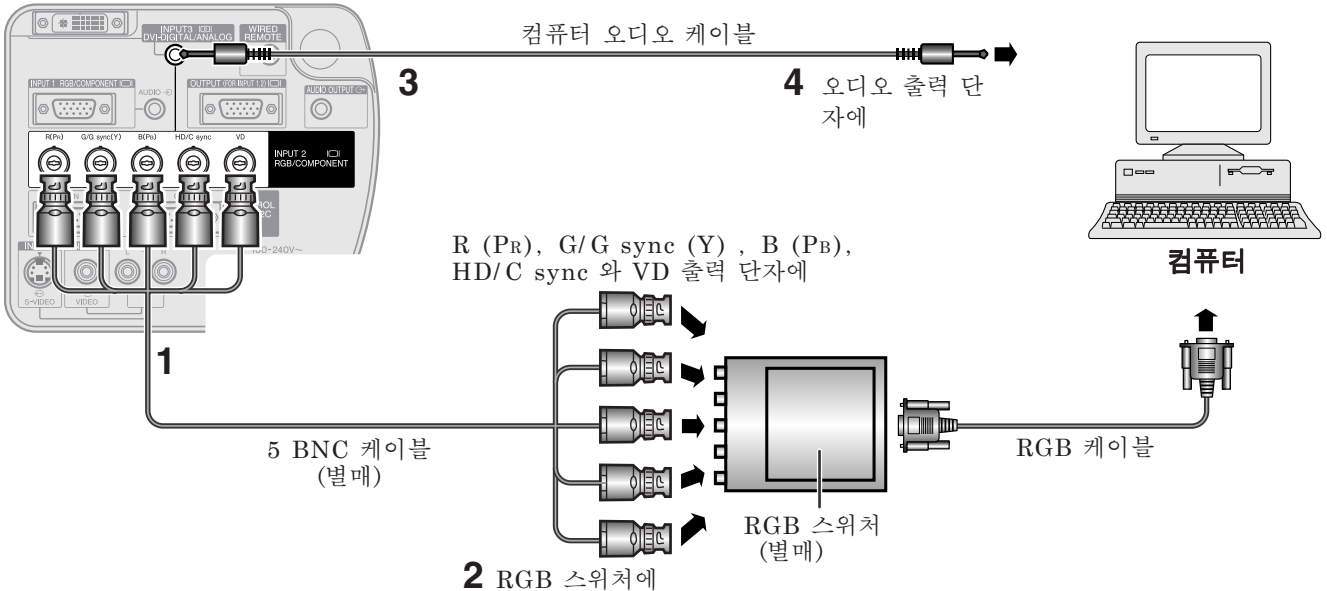 INPUT3
DVI-DIGITAL/ANALOG
WIRED
REMOTE
컴퓨터 오디오 케이블
3
4 오디오 출력 단
자에
INPUT 1 RGB/COMPONENT
AUDIO
OUTPUT (FOR INPUT 1,2)
AUDIO OUTPUT
R(PR) G/G sync(Y) B(PB) HD/C sync VD
INPUT 2
RGB/COMPONENT
100-240V~
L R
S-VIDEO
VIDEO
컴퓨터
R (PR), G/G sync (Y) , B (PB),
HD/C sync 와 VD 출력 단자에
1
5 BNC 케이블
(별매)
RGB 케이블
RGB 스위처
(별매)
2 RGB 스위처에